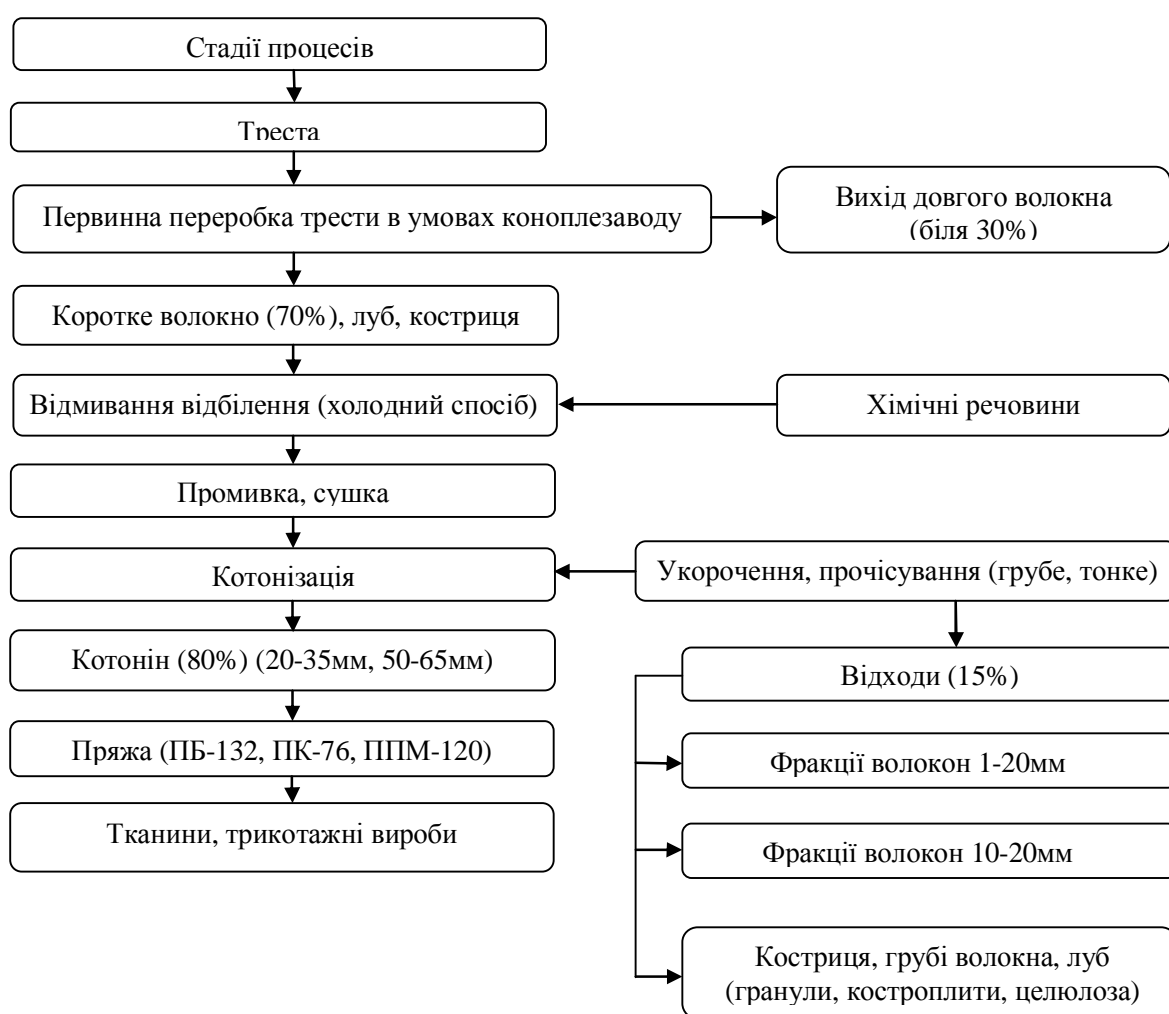 Стадії процесів
Треста
Первинна переробка трести в умовах коноплезаводу
Вихід довгого волокна
(біля 30%)
Коротке волокно (70%), луб, костриця
Відмивання відбілення (холодний спосіб)
Хімічні речовини
Промивка, сушка
Котонізація
Укорочення, прочісування (грубе, тонке)
Котонін (80%) (20-35мм, 50-65мм)
Відходи (15%)
Пряжа (ПБ-132, ПК-76, ППМ-120)
Фракції волокон 1-20мм
Тканини, трикотажні вироби
Фракції волокон 10-20мм
Костриця, грубі волокна, луб
(гранули, костроплити, целюлоза)